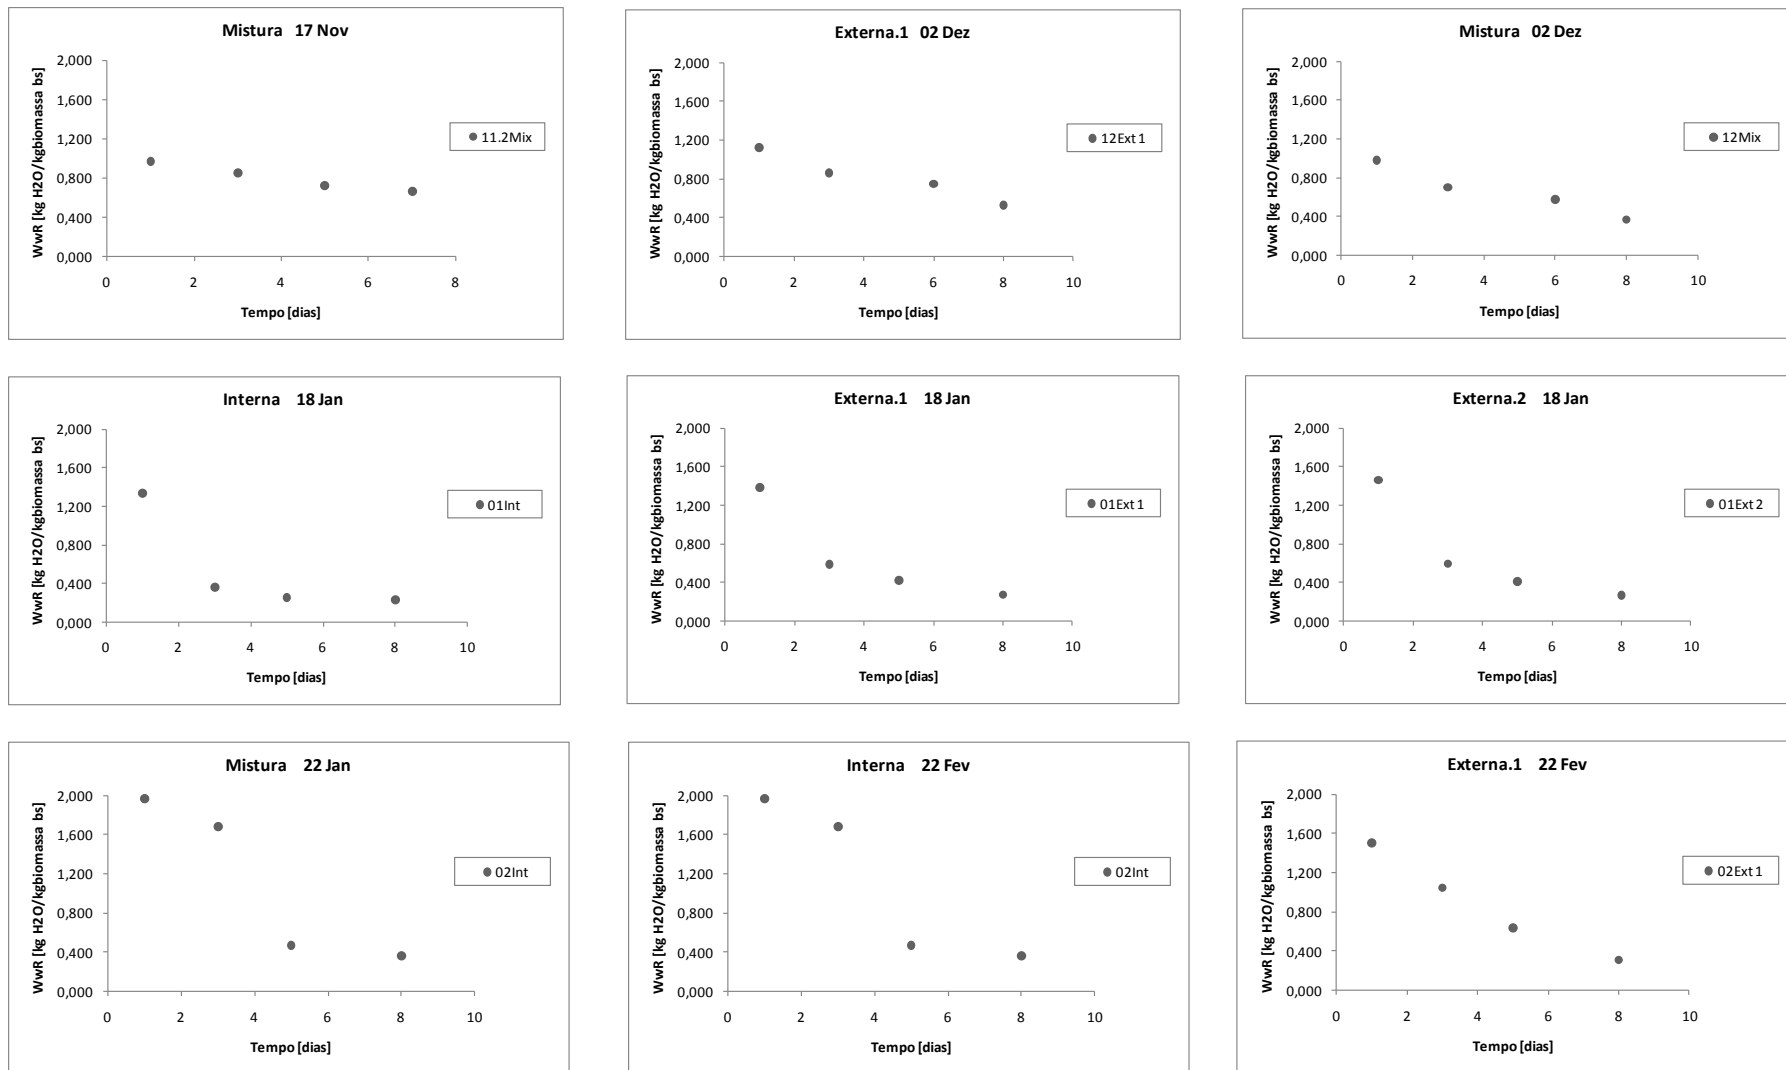 Mistura 17 Nov
WwR [kg H2O/kgbiomassa bs]
2,000
1,600
1,200
0,800
0,400
0,000
0 2 4 6 8
Tempo [dias]
11.2Mix
Externa.1 02 Dez
WwR [kg H2O/kgbiomassa bs]
2,000
1,600
1,200
0,800
0,400
0,000
0 2 4 6 8 10
Tempo [dias]
12Ext1
Mistura 02 Dez
WwR [kg H2O/kgbiomassa bs]
2,000
1,600
1,200
0,800
0,400
0,000
0 2 4 6 8 10
Tempo [dias]
12Mix
Interna 18 Jan
WwR [kg H2O/kgbiomassa bs]
2,000
1,600
1,200
0,800
0,400
0,000
0 2 4 6 8 10
Tempo [dias]
01Int
Externa.1 18 Jan
WwR [kg H2O/kgbiomassa bs]
2,000
1,600
1,200
0,800
0,400
0,000
0 2 4 6 8 10
Tempo [dias]
01Ext1
Externa.2 18 Jan
WwR [kg H2O/kgbiomassa bs]
2,000
1,600
1,200
0,800
0,400
0,000
0 2 4 6 8 10
Tempo [dias]
01Ext2
Mistura 22 Jan
WwR [kg H2O/kgbiomassa bs]
2,000
1,600
1,200
0,800
0,400
0,000
0 2 4 6 8 10
Tempo [dias]
02Int
Interna 22 Fev
WwR [kg H2O/kgbiomassa bs]
2,000
1,600
1,200
0,800
0,400
0,000
0 2 4 6 8 10
Tempo [dias]
02Int
Externa.1 22 Fev
WwR [kg H2O/kgbiomassa bs]
2,000
1,600
1,200
0,800
0,400
0,000
0 2 4 6 8 10
Tempo [dias]
02Ext1